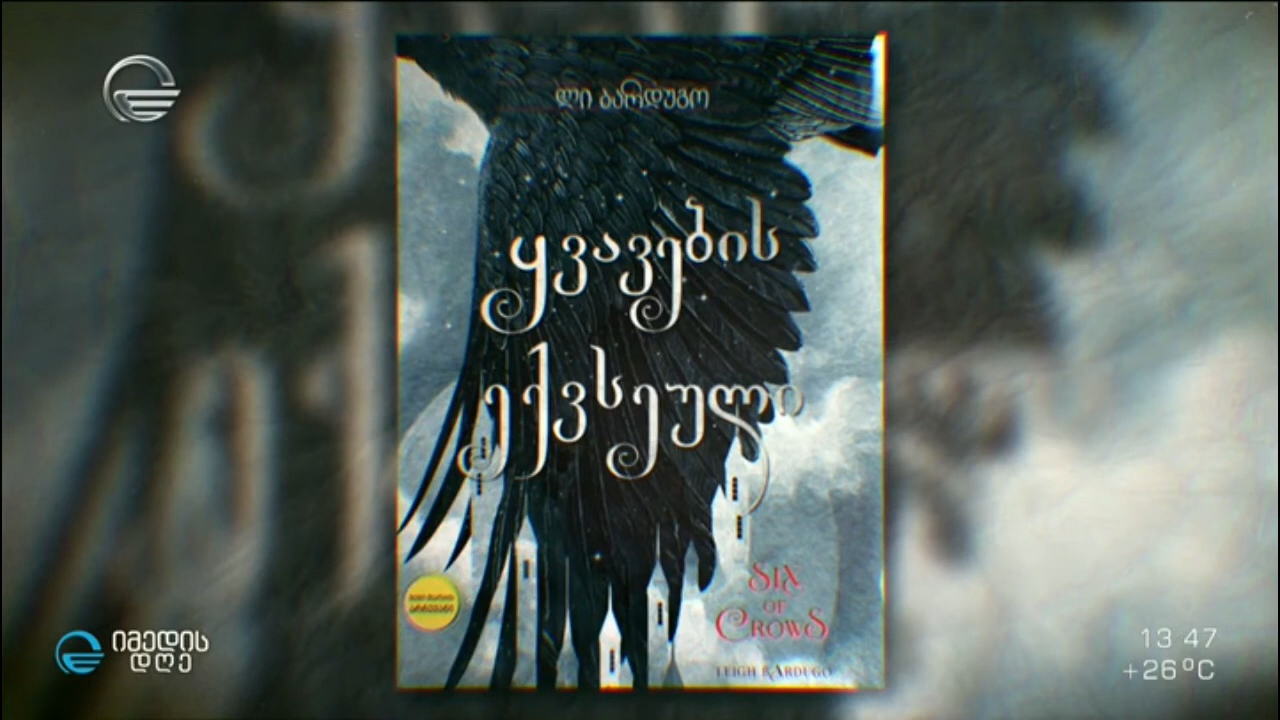 ლი ბარდუგო
ყვავების
ექვსეული
SIX
OF
CROWS
LEIGH BARDUGO
იმედის
დღე
13 47
+26°C